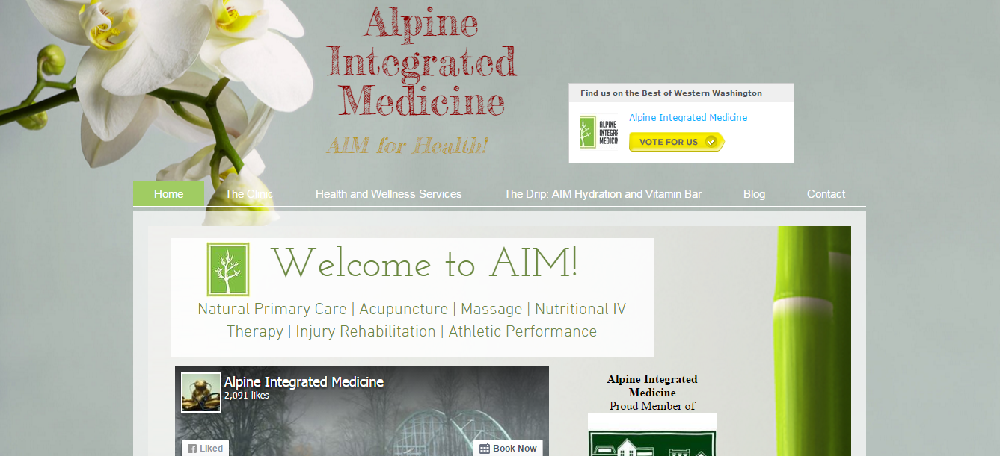 Alpine
Integrated
Medicine
AIM for Health!
Find us on the Best of Western Washington
Alpine Integrated Medicine
ALPINE
INTEGR
MEDICIN
VOTE FOR US
Home
The Clinic
Health and Wellness Services
The Drip: AIM Hydration and Vitamin Bar
Blog
Contact
Welcome to AIM!
Natural Primary Care | Acupuncture | Massage | Nutritional IV
Therapy | Injury Rehabilitation | Athletic Performance
Alpine Integrated Medicine
2,091 likes
Liked
Book Now
Alpine Integrated
Medicine
Proud Member of